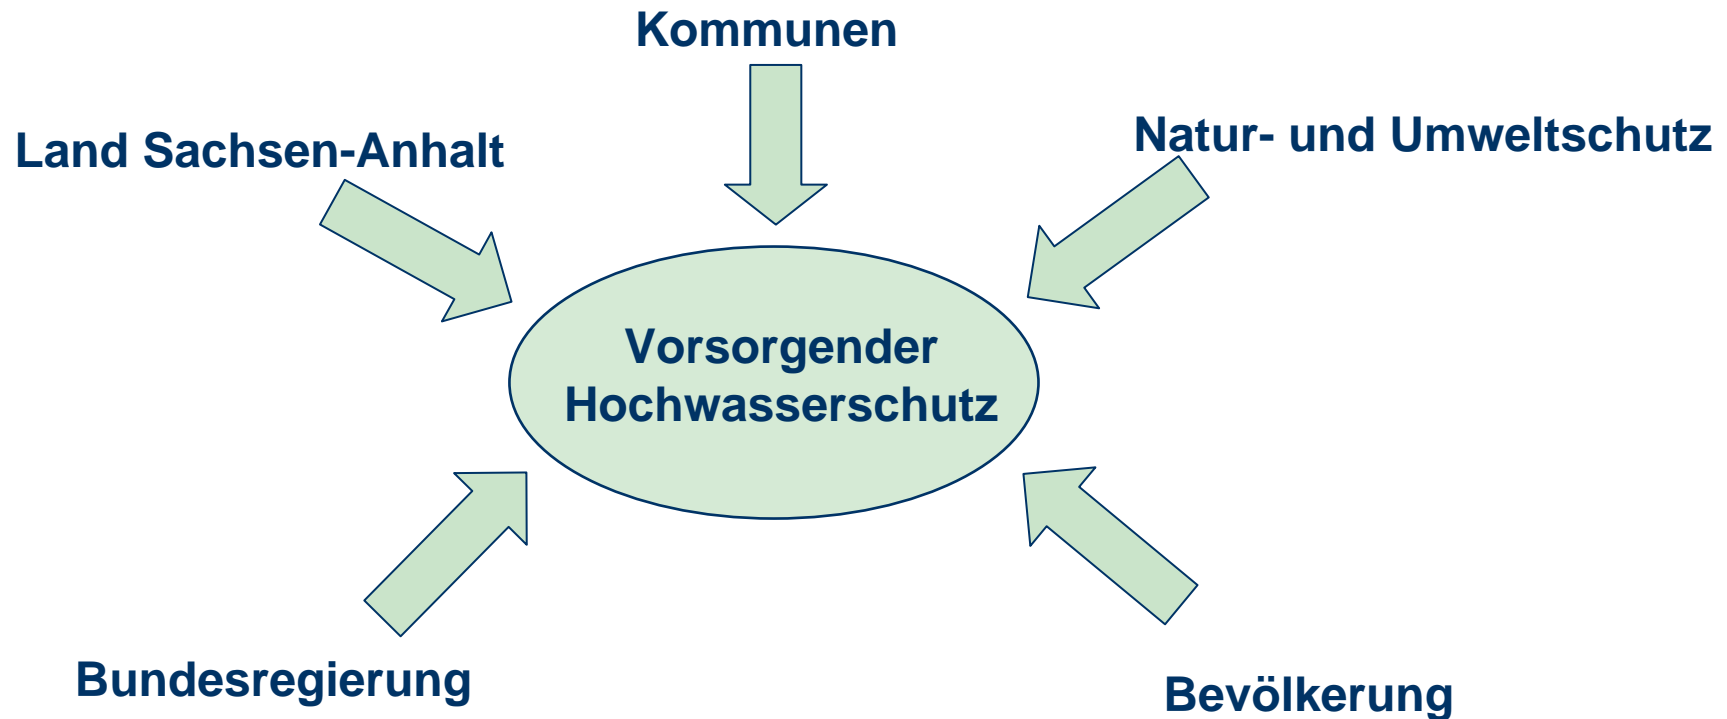 Kommunen
Land Sachsen-Anhalt
Natur- und Umweltschutz
Vorsorgender
Hochwasserschutz
Bundesregierung
Bevölkerung